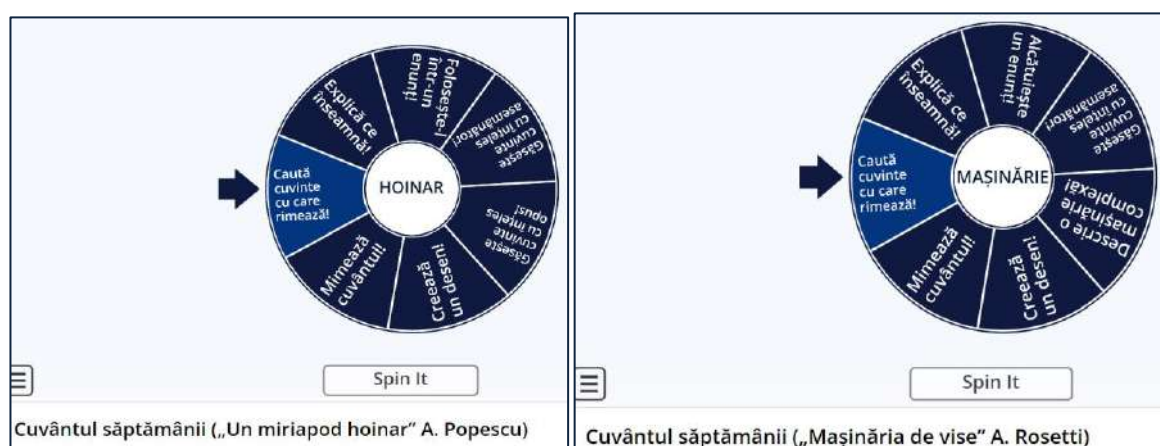 Explică ce
înseamnă!
Folosește-l
într-un
enunț!
Găsește
cuvinte
cu înțeles
asemănător!
Găsește
cuvinte
cu înțeles
opus!
Creează
un desen!
Mimează
cuvântul!
Caută
cuvinte
cu care
rimează!
HOINAR
Spin It
Cuvântul săptămânii („Un miriapod hoinar” A. Popescu)
Explică ce
înseamnă!
Alcătuiește
un enunț!
Găsește
cuvinte
cu înțeles
asemănător!
Descrie o
mașinărie
complexă!
Creează
un desen!
Mimează
cuvântul!
Caută
cuvinte
cu care
rimează!
MAȘINĂRIE
Spin It
Cuvântul săptămânii („Mașinăria de vise” A. Rosetti)